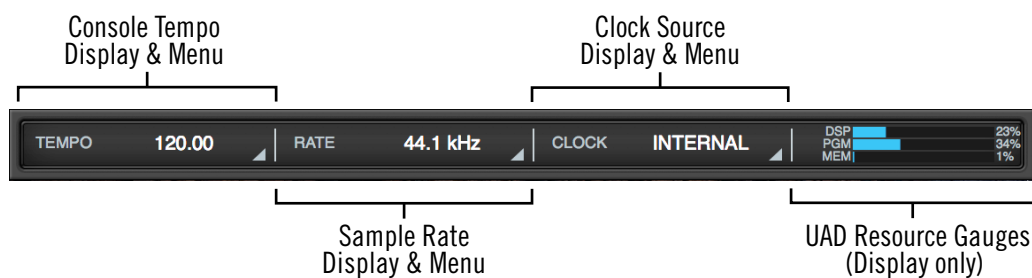 Console Tempo
Display & Menu
Clock Source
Display & Menu
TEMPO 120.00 RATE 44.1 kHz CLOCK INTERNAL
DSP 23%
PGM 34%
MEM 1%
Sample Rate
Display & Menu
UAD Resource Gauges
(Display only)